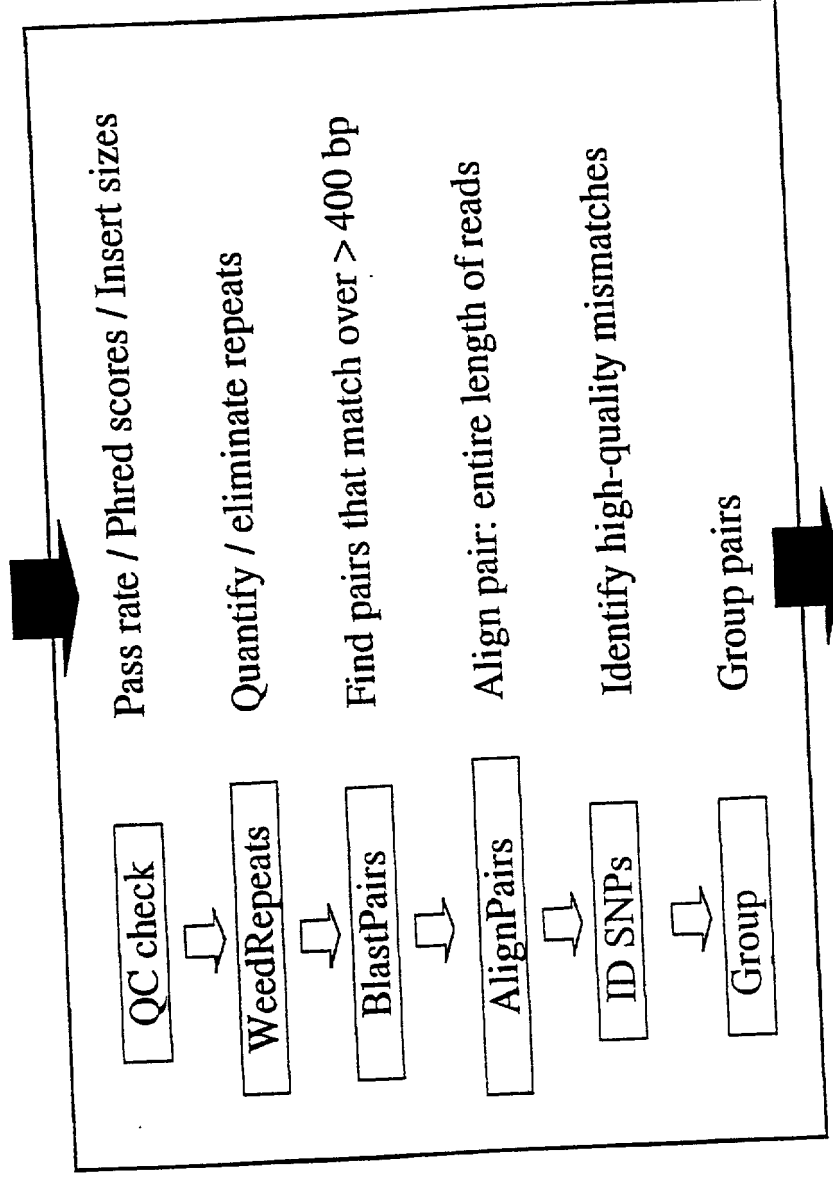 QC check Pass rate / Phred scores / Insert sizes
WeedRepeats Quantify / eliminate repeats
BlastPairs Find pairs that match over > 400 bp
AlignPairs Align pair: entire length of reads
ID SNPs Identify high-quality mismatches
Group Group pairs